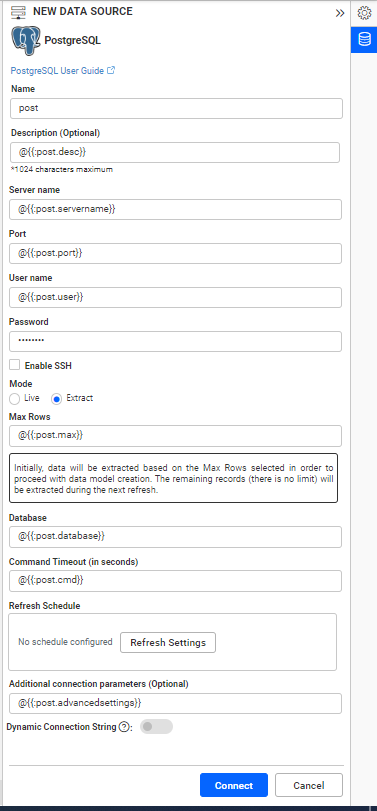 NEW DATA SOURCE
PostgreSQL
PostgreSQL User Guide
Name
post
Description (Optional)
@{{:post.desc}}
*1024 characters maximum
Server name
@{{:post.servername}}
Port
@{{:post.port}}
User name
@{{:post.user}}
Password
••••••••
Enable SSH
Mode
Live Extract
Max Rows
@{{:post.max}}
Initially, data will be extracted based on the Max Rows selected in order to
proceed with data model creation. The remaining records (there is no limit) will
be extracted during the next refresh.
Database
@{{:post.database}}
Command Timeout (in seconds)
@{{:post.cmd}}
Refresh Schedule
No schedule configured Refresh Settings
Additional connection parameters (Optional)
@{{:post.advancedsettings}}
Dynamic Connection String ? :
Connect Cancel